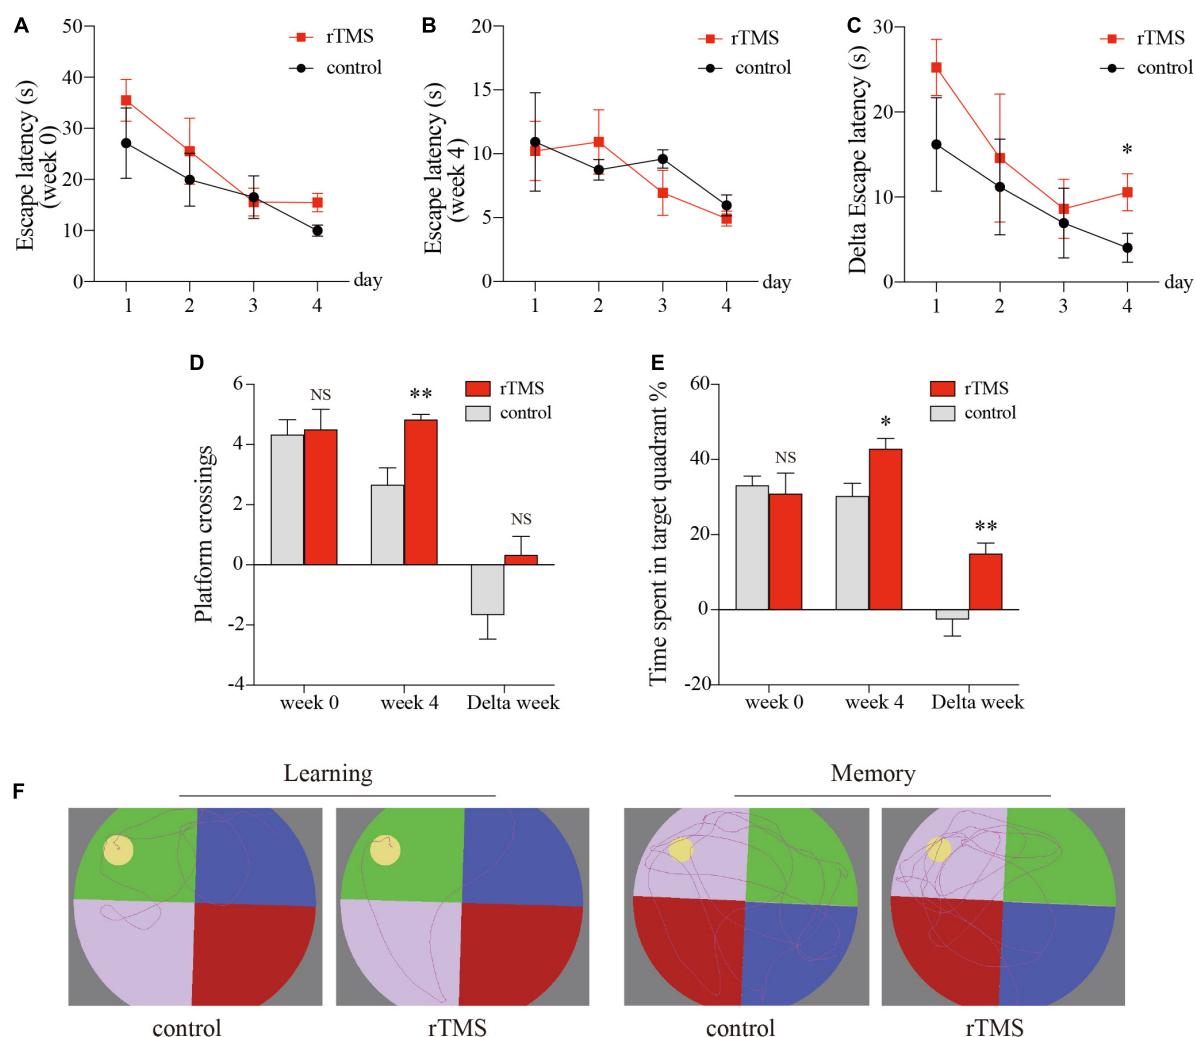 A
50
40
30
20
10
0
Escape latency (s)
(week 0)
rTMS
control
1 2 3 4
day
B
20
15
10
5
0
Escape latency (s)
(week 4)
rTMS
control
1 2 3 4
day
C
30
20
10
0
Delta Escape latency (s)
rTMS
control
*
1 2 3 4
day
D
6
4
2
0
-2
-4
Platform crossings
NS
**
NS
rTMS
control
week 0 week 4 Delta week
E
60
40
20
0
-20
Time spent in target quadrant %
NS
*
**
rTMS
control
week 0 week 4 Delta week
F
Learning Memory
control rTMS control rTMS